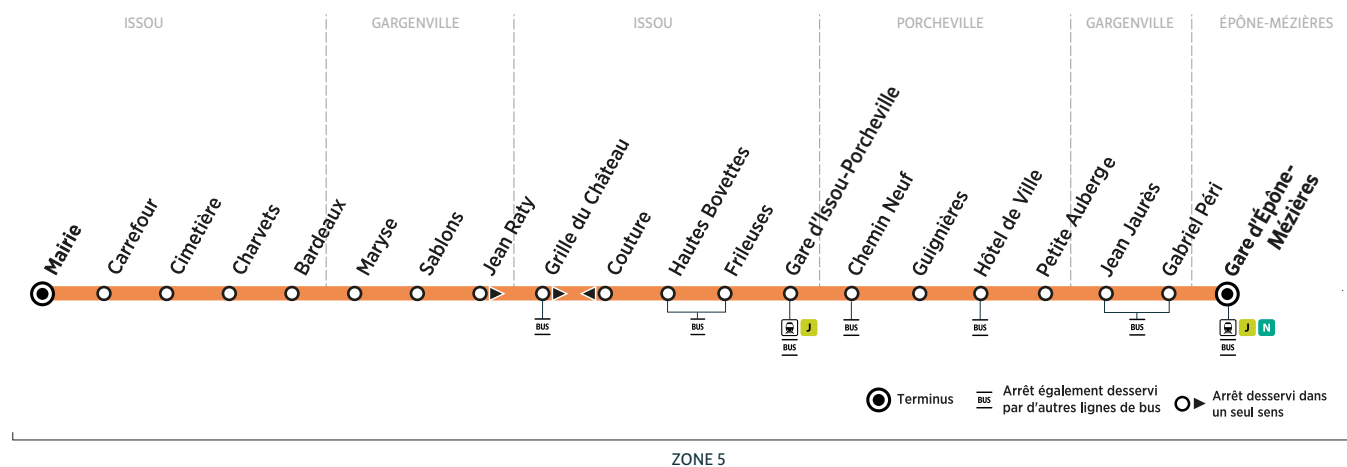 ISSOU
GARGENVILLE
ISSOU
PORCHEVILLE
GARGENVILLE
ÉPÔNE-MÉZIÈRES
Mairie
Carrefour
Cimetière
Charvets
Bardeaux
Maryse
Sablons
Jean Raty
Grille du Château
Couture
Hautes Bovettes
Frileuses
Gare d'Issou-Porcheville
Chemin Neuf
Guignières
Hôtel de Ville
Petite Auberge
Jean Jaurès
Gabriel Péri
Gare d'Épône-
Mézières
BUS
BUS
J
BUS
BUS
BUS
BUS
J N
BUS
Terminus
BUS
Arrêt également desservi
par d'autres lignes de bus
Arrêt desservi dans
un seul sens
ZONE 5